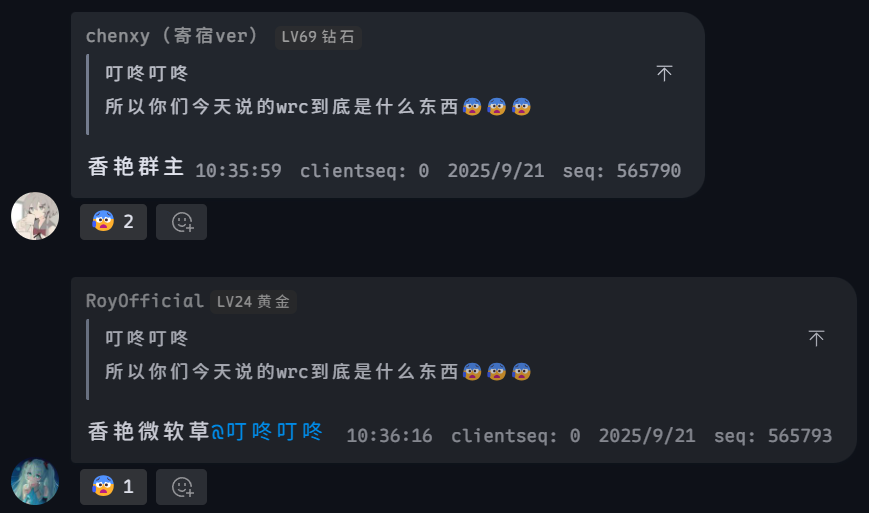 chenxy (寄宿ver) LV69 钻石
叮咚叮咚
所以你们今天说的wrc到底是什么东西😰😰😰
香艳群主 10:35:59 clientseq: 0 2025/9/21 seq: 565790
😰 2
RoyOfficial LV24 黄金
叮咚叮咚
所以你们今天说的wrc到底是什么东西😰😰😰
香艳微软草@叮咚叮咚 10:36:16 clientseq: 0 2025/9/21 seq: 565793
😰 1